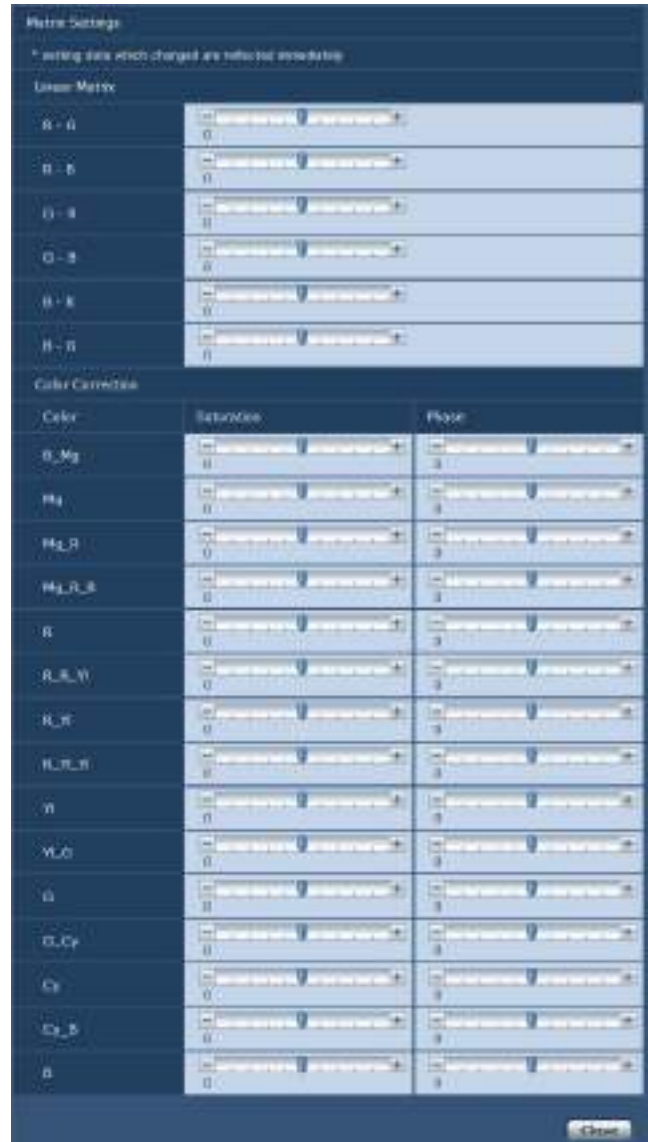 Matrix Settings
* setting data which changed are reflected immediately
Linear Matrix
R - G
- +
0
R - B
- +
0
G - R
- +
0
G - B
- +
0
B - R
- +
0
B - G
- +
0
Color Correction
Color Saturation Phase
B_Mg
- + - +
0 0
Mg
- + - +
0 0
Mg_R
- + - +
0 0
Mg_R_R
- + - +
0 0
R
- + - +
0 0
R_R_Yl
- + - +
0 0
R_Yl
- + - +
0 0
R_Yl_Yl
- + - +
0 0
Yl
- + - +
0 0
Yl_G
- + - +
0 0
G
- + - +
0 0
G_Cy
- + - +
0 0
Cy
- + - +
0 0
Cy_B
- + - +
0 0
B
- + - +
0 0
Close